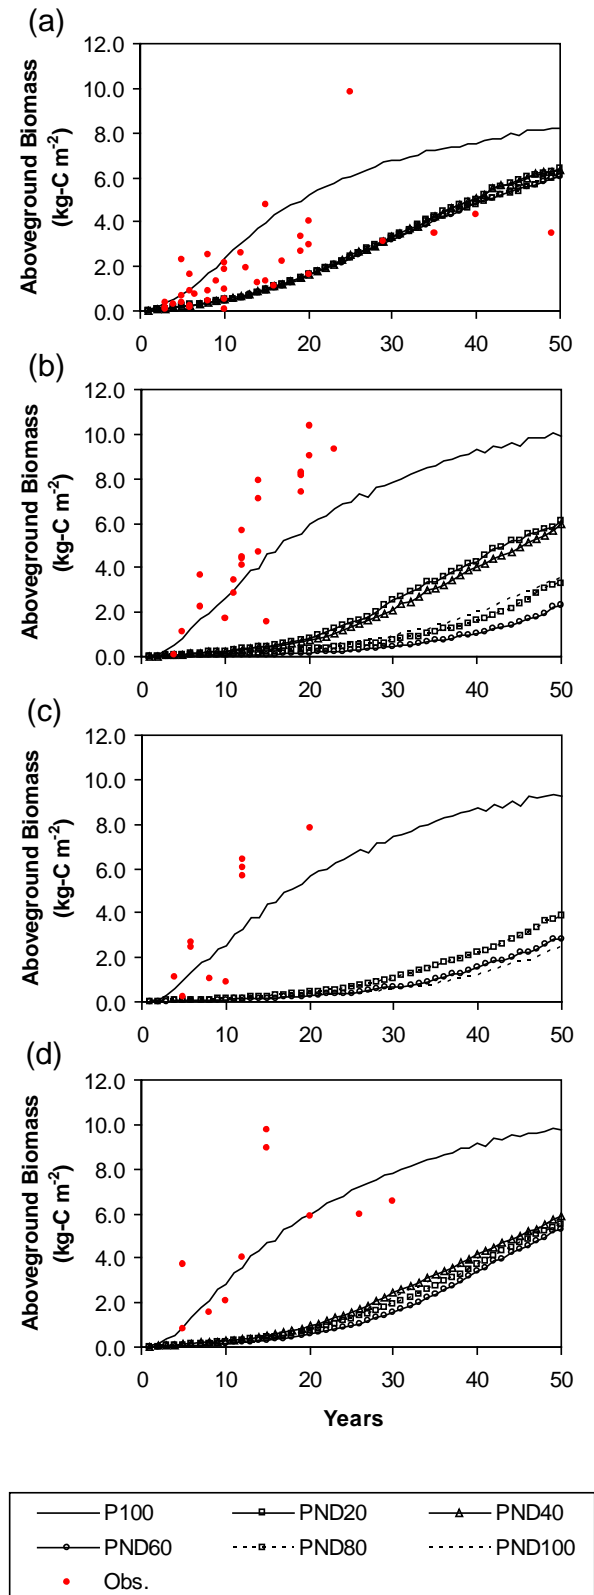 (a)
Aboveground Biomass
(kg-C m-2)
12.0
10.0
8.0
6.0
4.0
2.0
0.0
0 10 20 30 40 50
(b)
Aboveground Biomass
(kg-C m-2)
12.0
10.0
8.0
6.0
4.0
2.0
0.0
0 10 20 30 40 50
(c)
Aboveground Biomass
(kg-C m-2)
12.0
10.0
8.0
6.0
4.0
2.0
0.0
0 10 20 30 40 50
(d)
Aboveground Biomass
(kg-C m-2)
12.0
10.0
8.0
6.0
4.0
2.0
0.0
0 10 20 30 40 50
Years
P100 PND20 PND40
PND60 PND80 PND100
Obs.